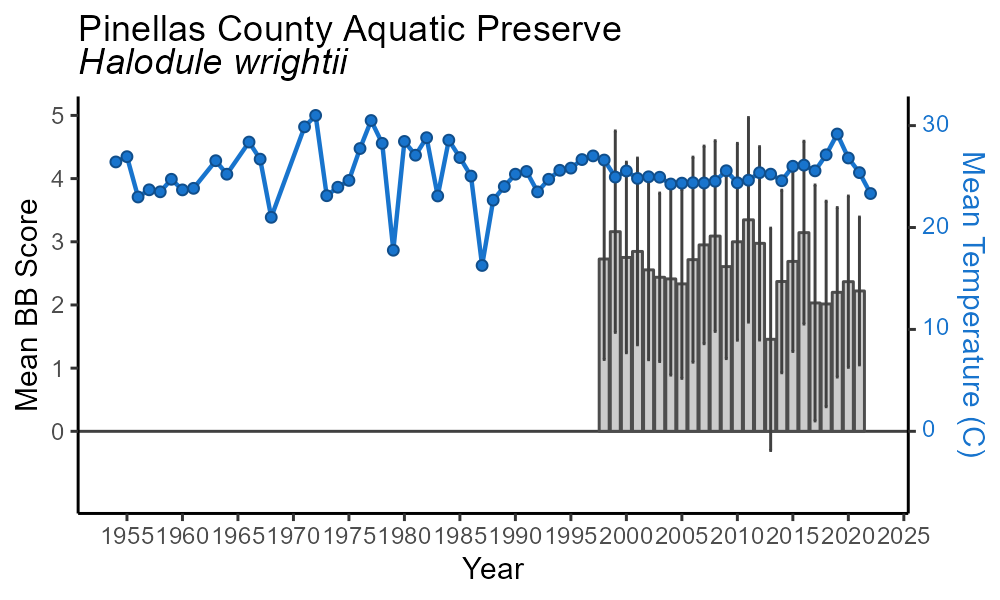 Pinellas County Aquatic Preserve
Halodule wrightii
Mean BB Score
5
4
3
2
1
0
30
20
10
0
Mean Temperature (C)
1955 1960 1965 1970 1975 1980 1985 1990 1995 2000 2005 2010 2015 2020 2025
Year